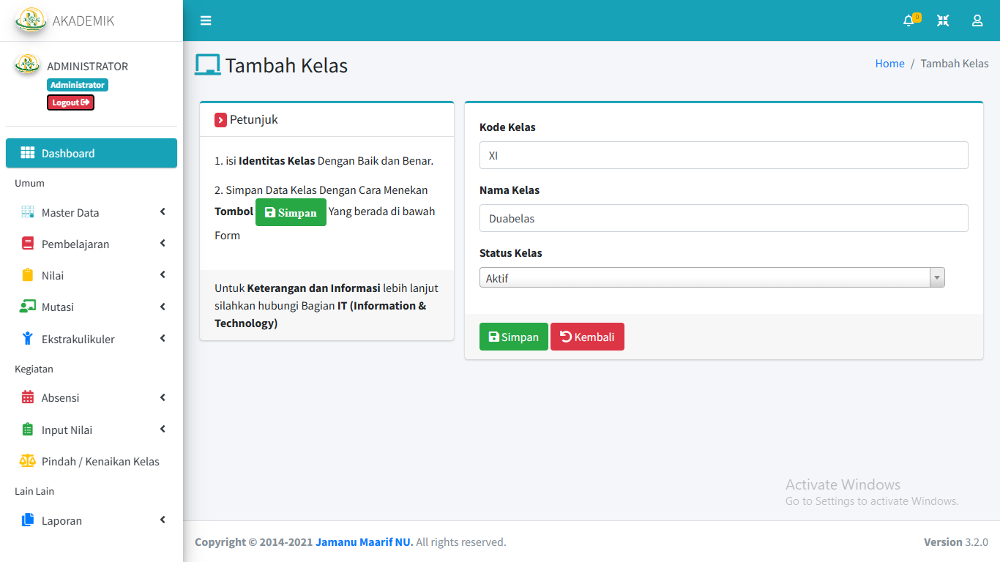 AKADEMIK
0
ADMINISTRATOR
Administrator
Logout
Dashboard
Umum
Master Data
Pembelajaran
Nilai
Mutasi
Ekstrakulikuler
Kegiatan
Absensi
Input Nilai
Pindah / Kenaikan Kelas
Lain Lain
Laporan
Tambah Kelas
Home / Tambah Kelas
Petunjuk
1. isi Identitas Kelas Dengan Baik dan Benar.
2. Simpan Data Kelas Dengan Cara Menekan
Tombol Simpan Yang berada di bawah
Form
Untuk Keterangan dan Informasi lebih lanjut
silahkan hubungi Bagian IT (Information &
Technology)
Kode Kelas
XI
Nama Kelas
Duabelas
Status Kelas
Aktif
Simpan Kembali
Activate Windows
Go to Settings to activate Windows.
Copyright © 2014-2021 Jamanu Maarif NU. All rights reserved.
Version 3.2.0